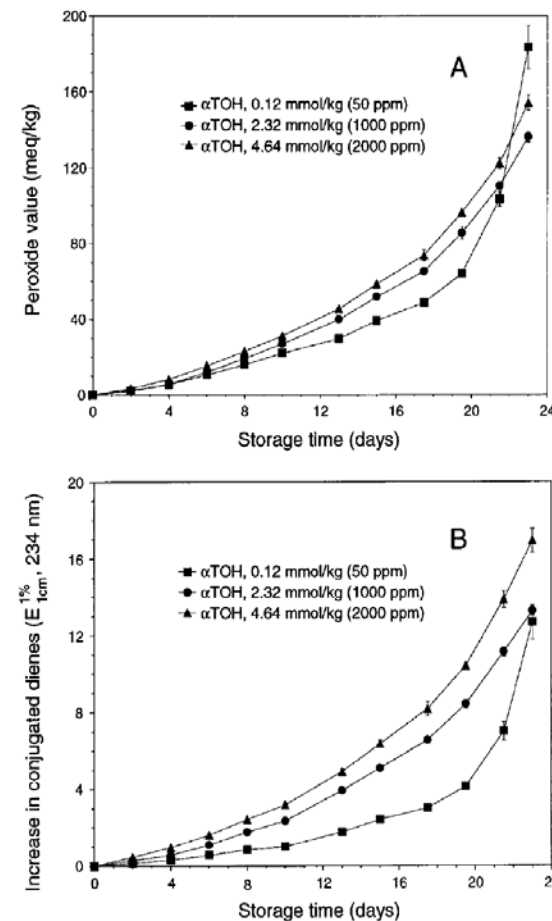 200
A
160
αTOH, 0.12 mmol/kg (50 ppm)
αTOH, 2.32 mmol/kg (1000 ppm)
αTOH, 4.64 mmol/kg (2000 ppm)
120
80
40
0
Peroxide value (meq/kg)
0 4 8 12 16 20 24
Storage time (days)
20
B
16
αTOH, 0.12 mmol/kg (50 ppm)
αTOH, 2.32 mmol/kg (1000 ppm)
αTOH, 4.64 mmol/kg (2000 ppm)
12
8
4
0
Increase in conjugated dienes (E 1% 1cm, 234 nm)
0 4 8 12 16 20 24
Storage time (days)